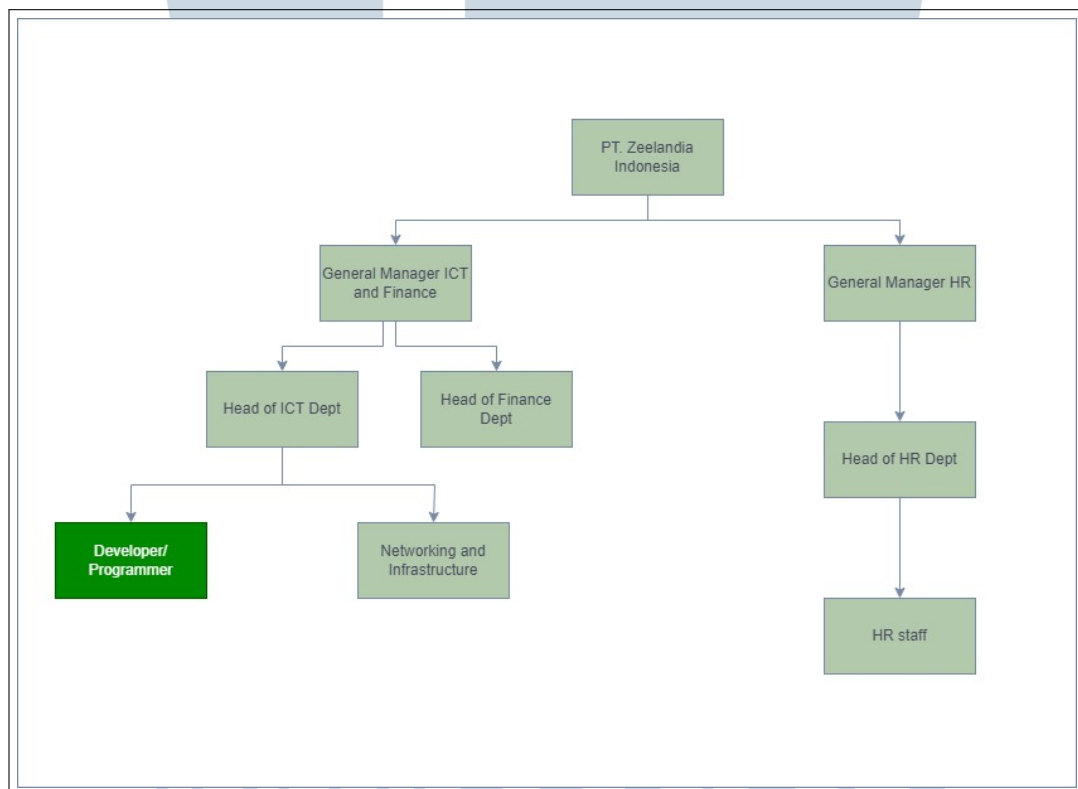 PT. Zeelandia
Indonesia
General Manager ICT
and Finance
General Manager HR
Head of ICT Dept
Head of Finance
Dept
Head of HR Dept
Developer/
Programmer
Networking and
Infrastructure
HR staff